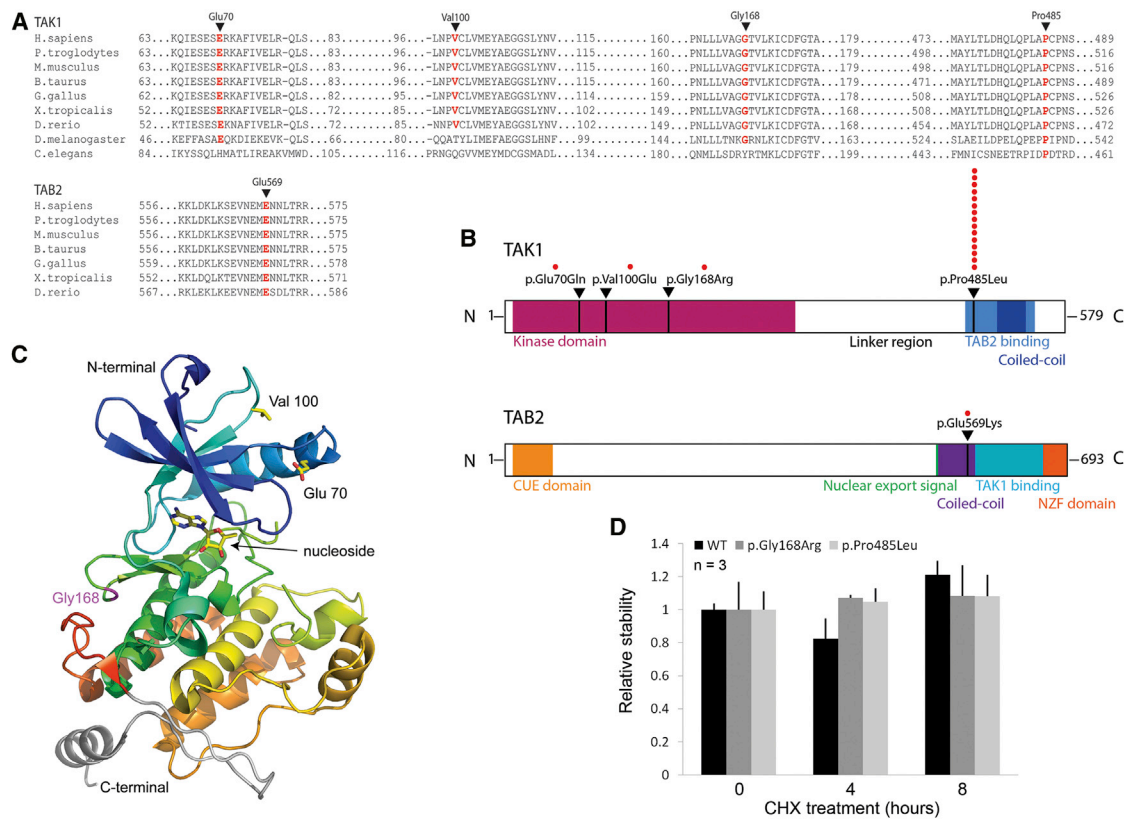 A
TAK1 Glu70 Val100 Gly168 Pro485
H.sapiens 63...KQIESESERKAFIVELR-QLS... 83.........96...-LNPVCLVMEYAEGGSLYNV...115.........160...PNLLLVAGGTVLKICDFGTA...179........473...MAYLTLDHQLQPLAPCPNS...489
P.troglodytes 63...KQIESESERKAFIVELR-QLS... 83.........96...-LNPVCLVMEYAEGGSLYNV...115.........160...PNLLLVAGGTVLKICDFGTA...179........498...MAYLTLDHQLQPLAPCPNS...516
M.musculus 63...KQIESESERKAFIVELR-QLS... 83.........96...-LNPVCLVMEYAEGGSLYNV...115.........160...PNLLLVAGGTVLKICDFGTA...179........498...MAYLTLDHQLQPLAPCPNS...516
B.taurus 63...KQIESESERKAFIVELR-QLS... 83.........96...-LNPVCLVMEYAEGGSLYNV...115.........160...PNLLLVAGGTVLKICDFGTA...179........471...MAYLTLDHQLQPLAPCPNS...489
G.gallus 62...KQIESESERKAFIVELR-QLS... 82.........95...-LNPVCLVMEYAEGGSLYNV...114.........159...PNLLLVAGGTVLKICDFGTA...178........508...MAYLTLDHQLQPLAPCPNS...526
X.tropicalis 52...KQIESESERKAFIVELR-QLS... 72.........85...-LNPVCLVMEYAEGGSLYNV...102.........149...PNLLLVAGGTVLKICDFGTA...168........508...MAYLTLDHQLQPLAPCPNS...526
D.rerio 52...KTIESESEKNAFIVELR-QLS... 72.........85...-NNPVCLVMEYAEGGSLYNV...102.........149...PNLLLVAGGTVLKICDFGTA...168........454...MAYLTLDHQLQPLAPCPNS...472
D.melanogaster 46...KEFFASAEQKDIEKEVK-QLS... 66.........80...-QQATYLIMEFAEGGSLHNF... 99.........144...PLNLLLTNKGRNLKICDFGTV...163........524...SLAEILDPELQPEPPIPNT...542
C.elegans 84...IKYSSQLHMATLIREAKVMWD...105........116...PRNGQGVVMEYMDCGSMADL...134.........180...QNMLLSDRYRTMKLCDFGTF...199........443...FMNICSNEETRPIDPDTRD...461
TAB2 Glu569
H.sapiens 556...KKLDKLKSEVNEMENNLTRR...575
P.troglodytes 556...KKLDKLKSEVNEMENNLTRR...575
M.musculus 556...KKLDKLKSEVNEMENNLTRR...575
B.taurus 556...KKLDKLKSEVNEMENNLTRR...575
G.gallus 559...KKLDKLKSEVNEMENNLTRR...578
X.tropicalis 552...KKLDQLKTEVNEMENNLTRR...571
D.rerio 567...RKLEKLKKEVNEMESDLTRR...586
B
TAK1
p.Glu70Gln p.Val100Glu p.Gly168Arg p.Pro485Leu
N 1 579 C
Kinase domain Linker region TAB2 binding
Coiled-coil
TAB2
p.Glu569Lys
N 1 693 C
CUE domain Nuclear export signal TAK1 binding
Coiled-coil NZF domain
C
N-terminal
Val 100
Glu 70
nucleoside
Gly168
C-terminal
D
WT p.Gly168Arg p.Pro485Leu
n = 3
Relative stability
1.4
1.2
1
0.8
0.6
0.4
0.2
0
0 4 8
CHX treatment (hours)